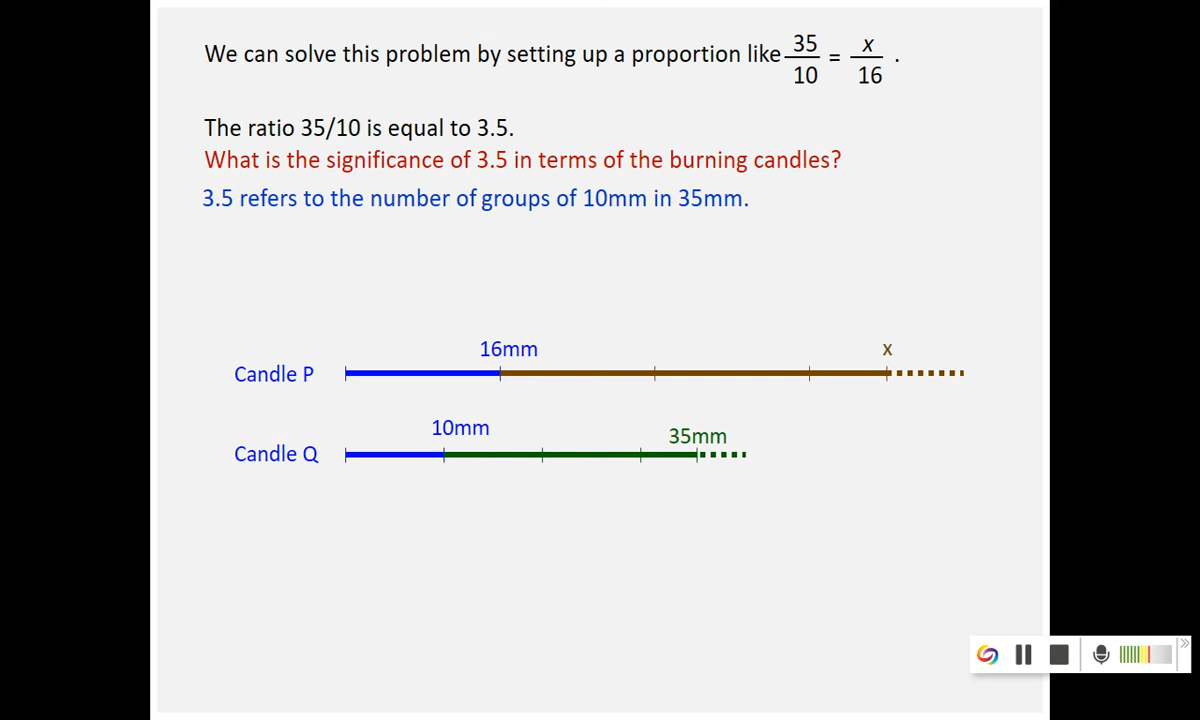 We can solve this problem by setting up a proportion like 35/10 = x/16 .
The ratio 35/10 is equal to 3.5.
What is the significance of 3.5 in terms of the burning candles?
3.5 refers to the number of groups of 10mm in 35mm.
16mm x
Candle P
10mm 35mm
Candle Q